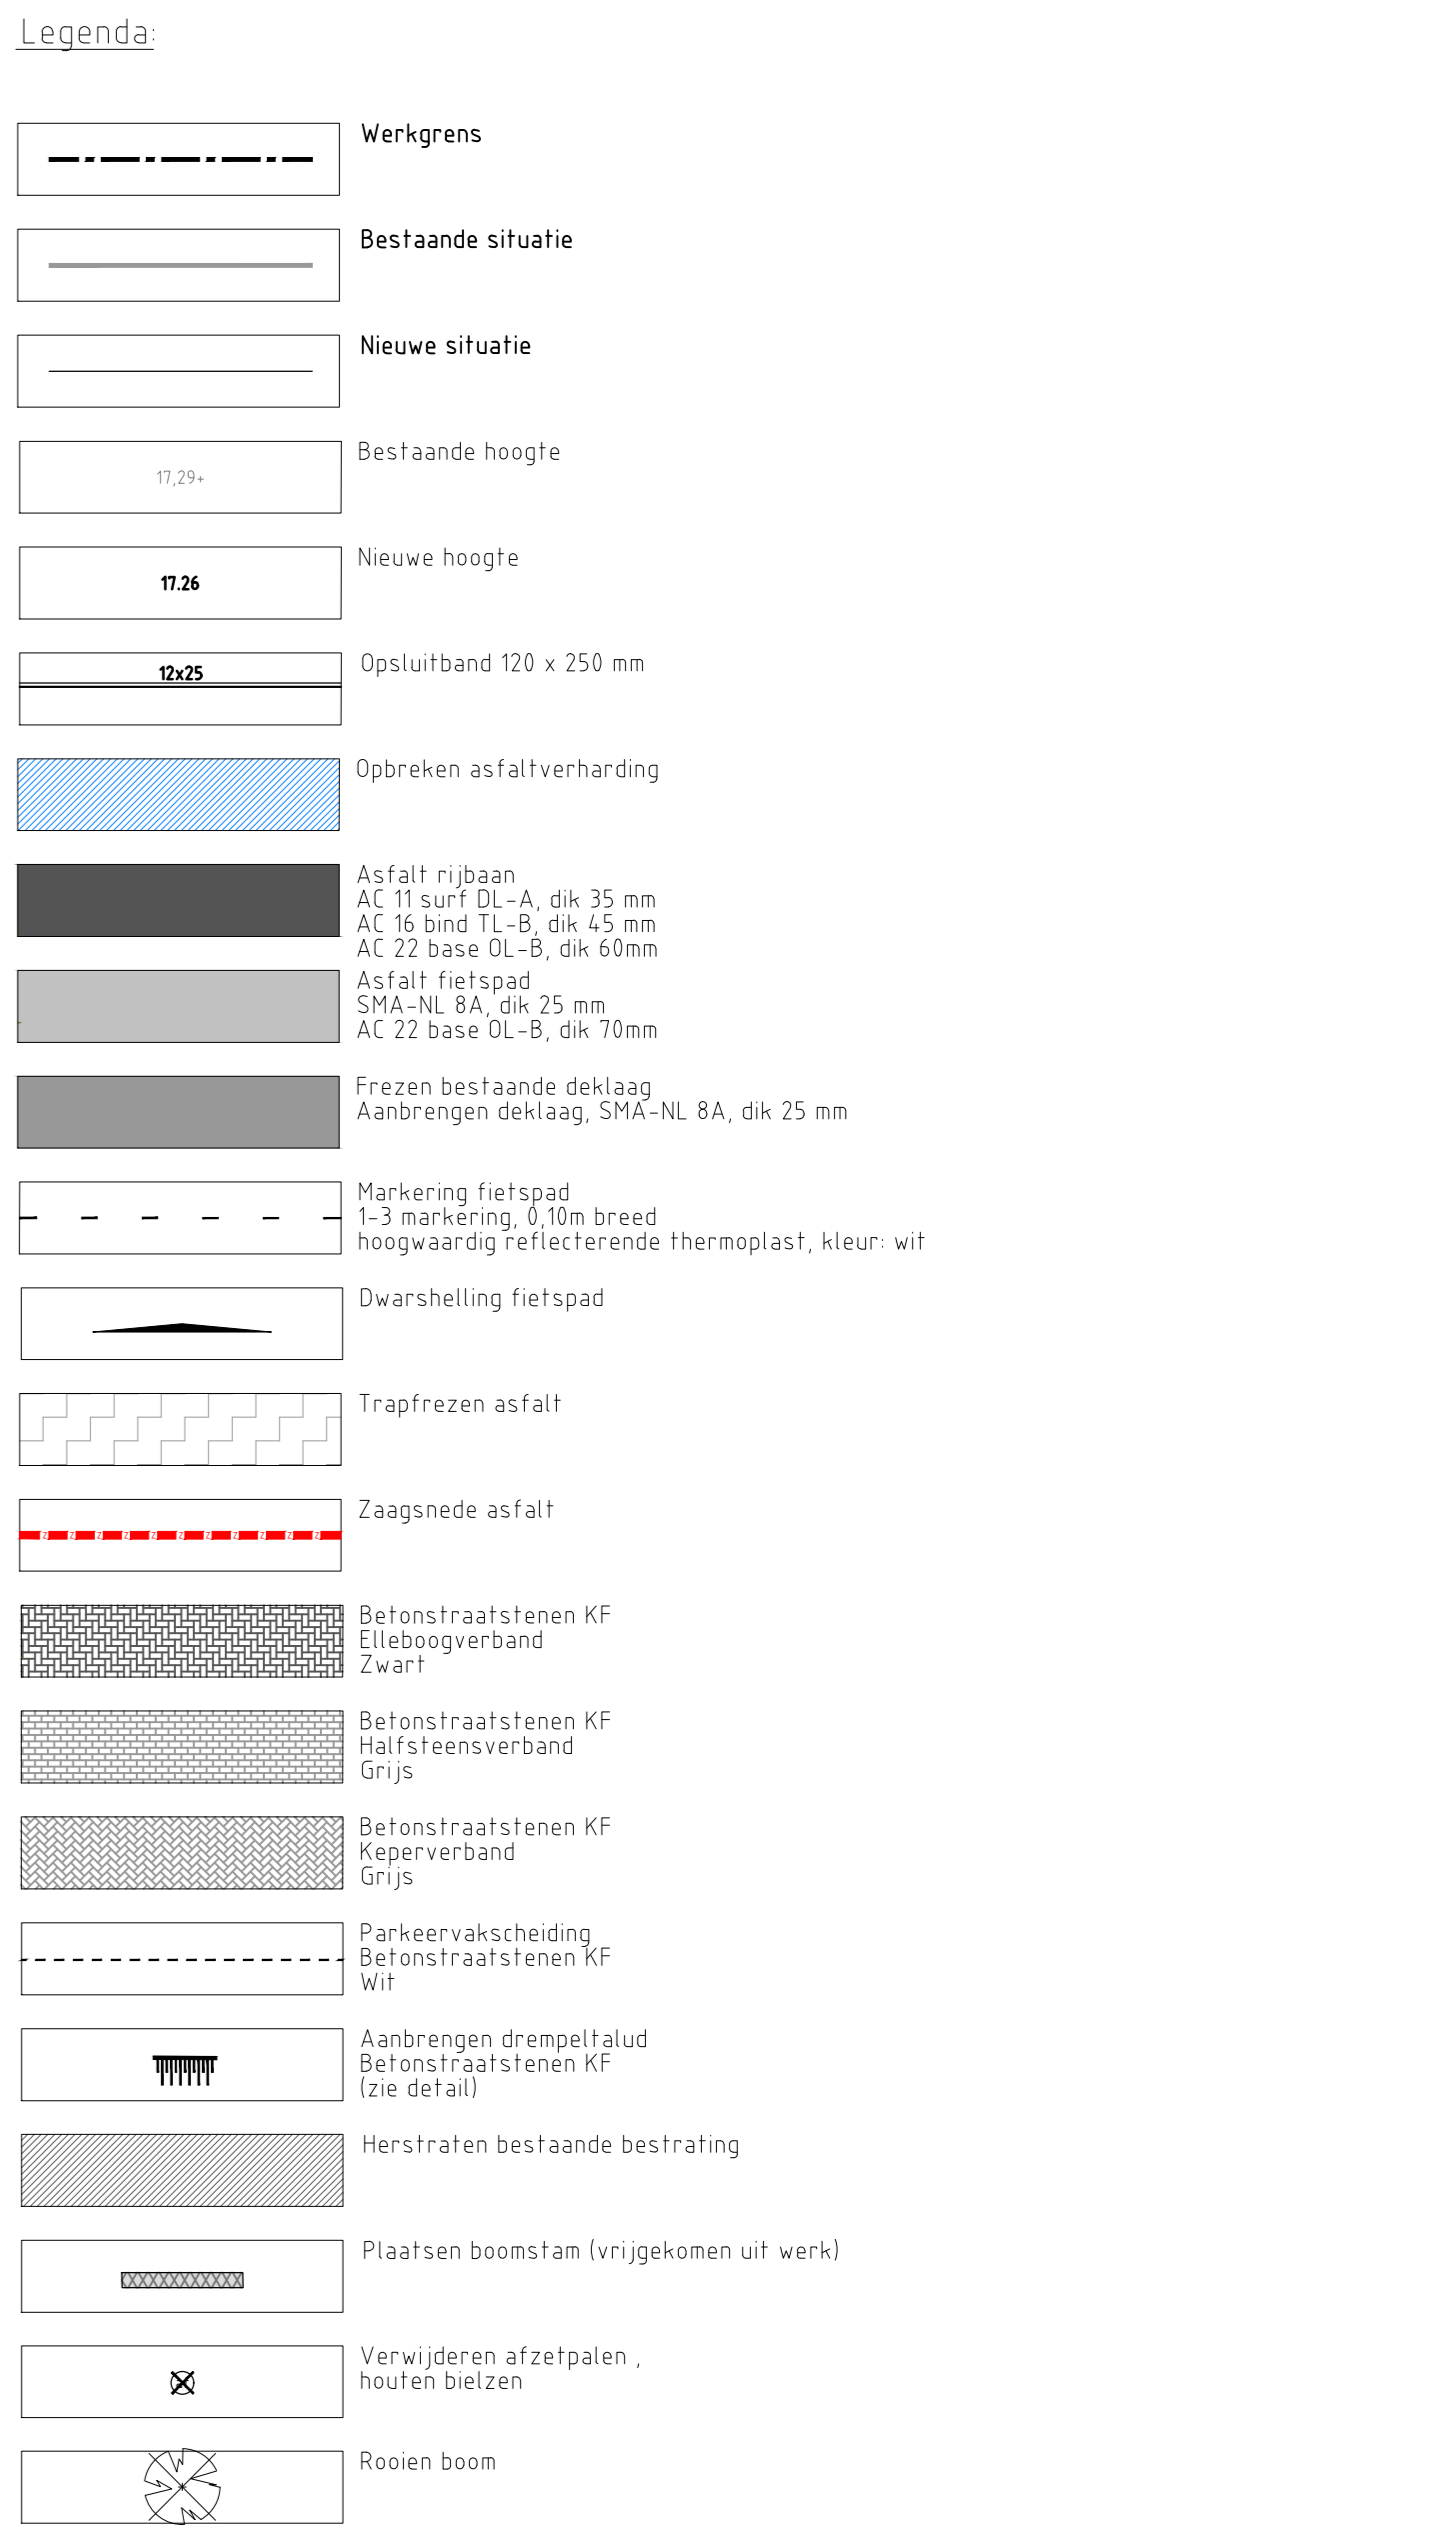 Legenda:
Werkgrens
Bestaande situatie
Nieuwe situatie
17,29+ Bestaande hoogte
17.26 Nieuwe hoogte
12x25 Opsluitband 120 x 250 mm
Opbreken asfaltverharding
Asfalt rijbaan
AC 11 surf DL-A, dik 35 mm
AC 16 bind TL-B, dik 45 mm
AC 22 base OL-B, dik 60mm
Asfalt fietspad
SMA-NL 8A, dik 25 mm
AC 22 base OL-B, dik 70mm
Frezen bestaande deklaag
Aanbrengen deklaag, SMA-NL 8A, dik 25 mm
Markering fietspad
1-3 markering, 0,10m breed
hoogwaardig reflecterende thermoplast, kleur: wit
Dwarshelling fietspad
Trapfrezen asfalt
Zaagsnede asfalt
Z Z Z Z Z Z Z Z Z Z Z
Betonstraatstenen KF
Elleboogverband
Zwart
Betonstraatstenen KF
Halfsteensverband
Grijs
Betonstraatstenen KF
Keperverband
Grijs
Parkeervakscheiding
Betonstraatstenen KF
Wit
Aanbrengen drempeltalud
Betonstraatstenen KF
(zie detail)
Herstraten bestaande bestrating
Plaatsen boomstam (vrijgekomen uit werk)
Verwijderen afzetpalen ,
houten bielzen
Rooien boom